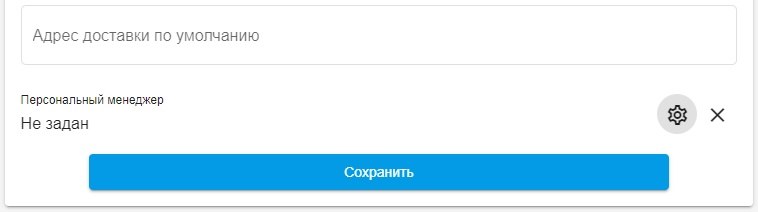 Адрес доставки по умолчанию
Персональный менеджер
Не задан
Сохранить